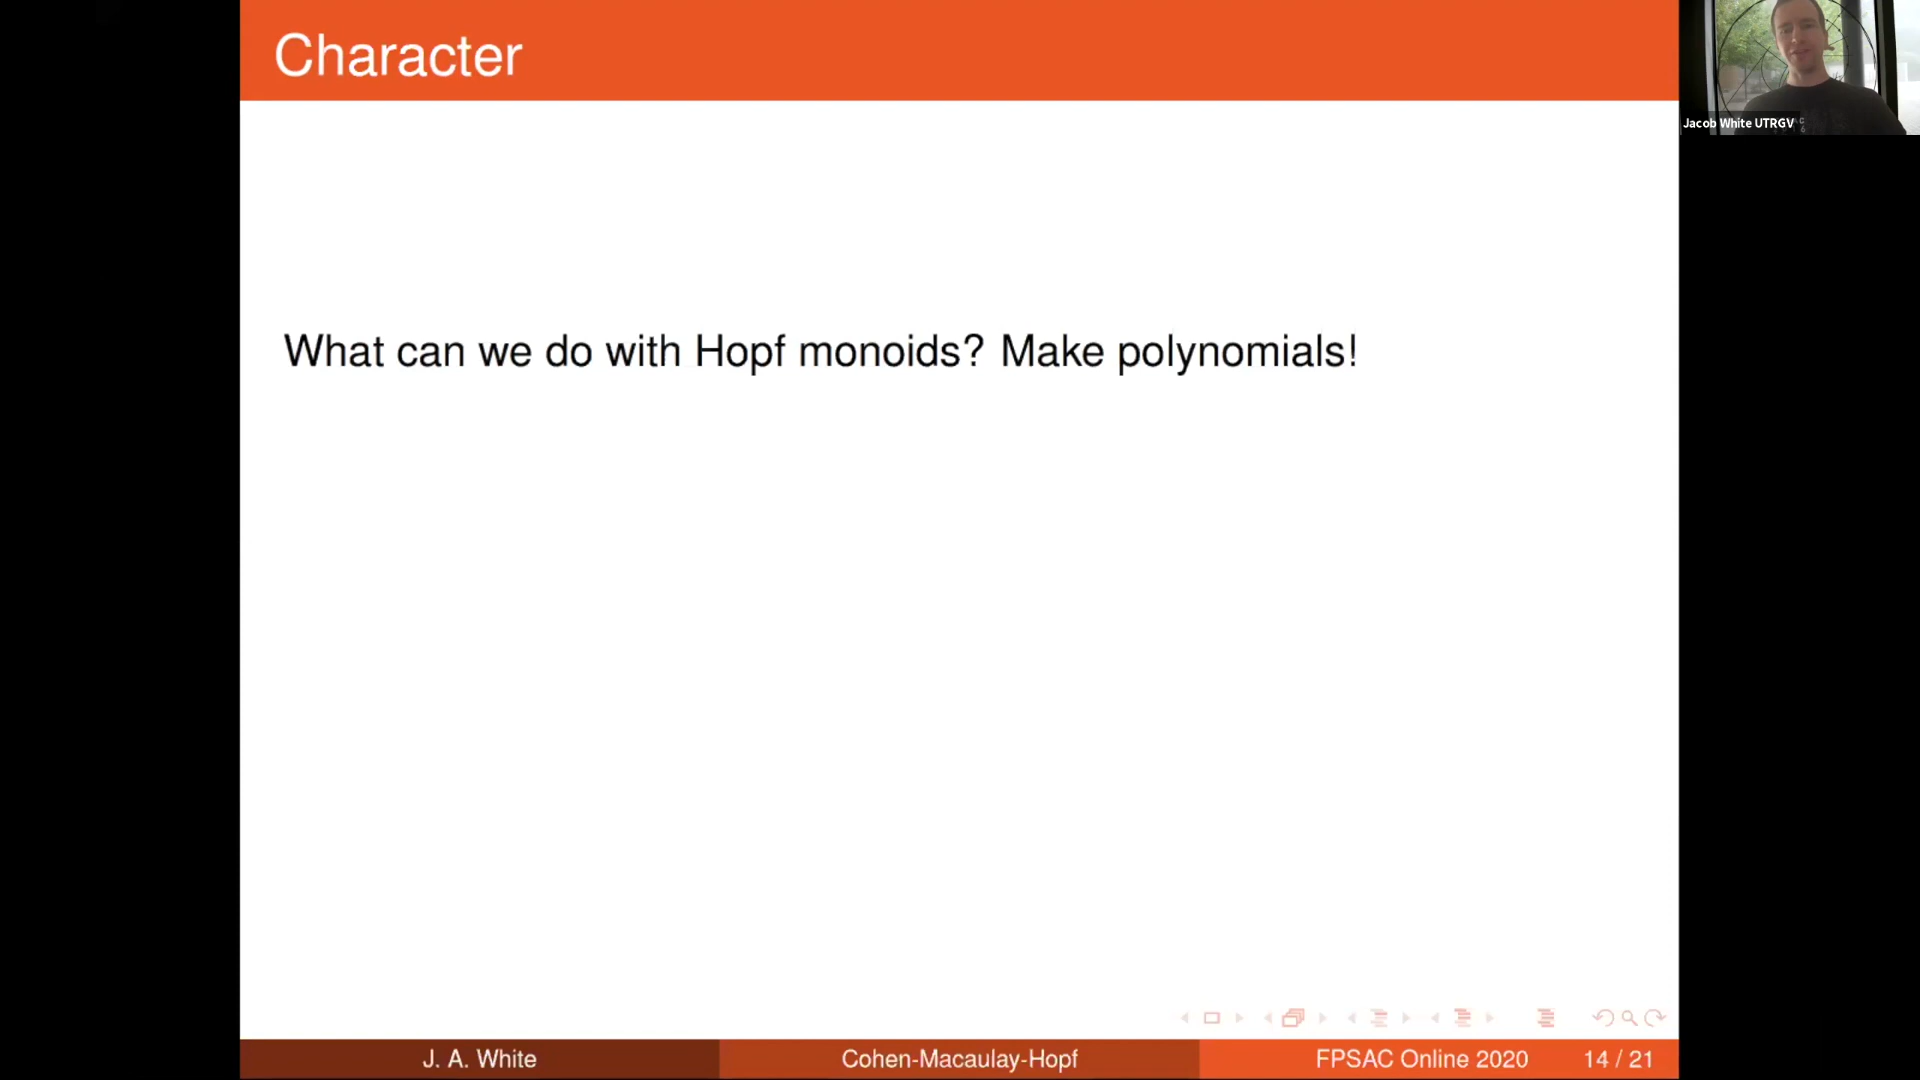 Character
Jacob White UTRGV
What can we do with Hopf monoids? Make polynomials!
J. A. White
Cohen-Macaulay-Hopf
FPSAC Online 2020
14 / 21